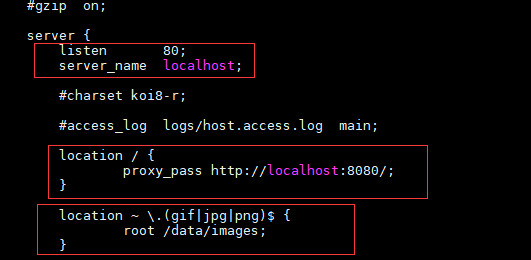 #gzip  on;
server {
    listen       80;
    server_name  localhost;
    #charset koi8-r;
    #access_log  logs/host.access.log  main;
    location / {
            proxy_pass http://localhost:8080/;
    }
    location ~ \.(gif|jpg|png)$ {
            root /data/images;
    }